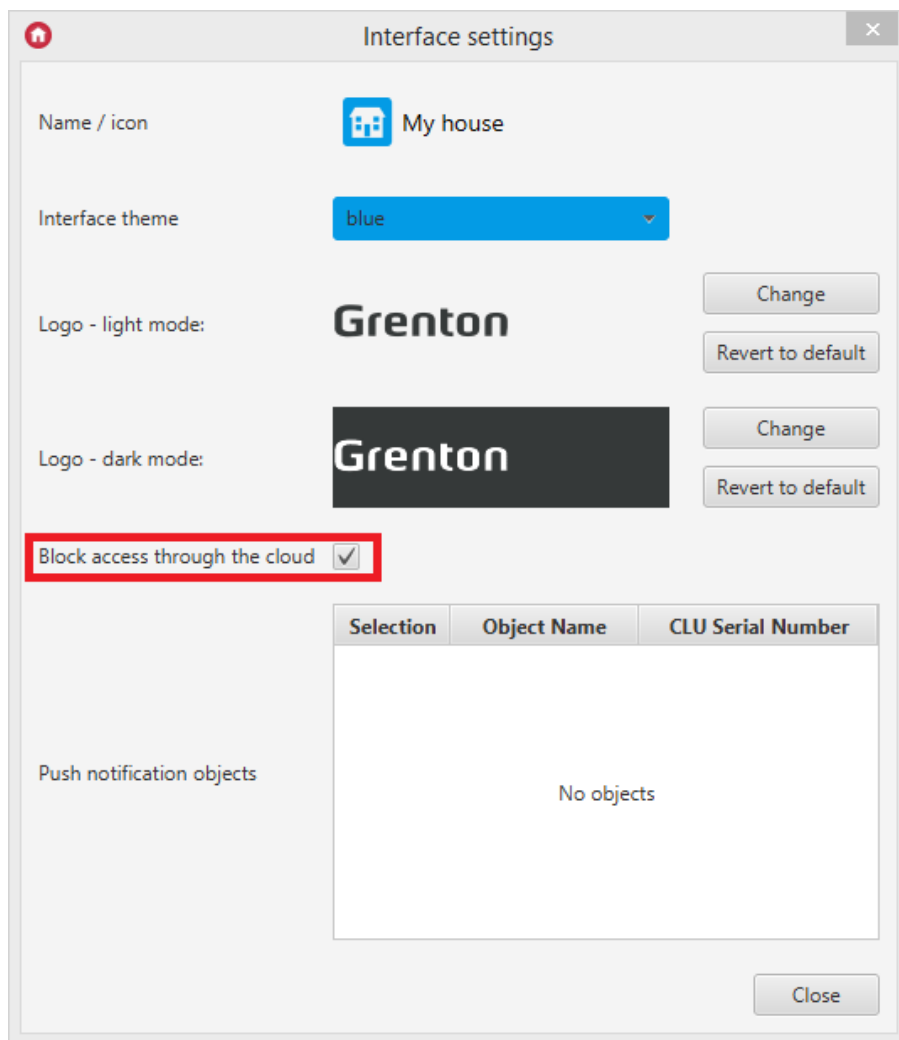 Interface settings
Name / icon
My house
Interface theme
blue
Logo - light mode:
Grenton
Change
Revert to default
Logo - dark mode:
Grenton
Change
Revert to default
Block access through the cloud
Selection Object Name CLU Serial Number
Push notification objects
No objects
Close